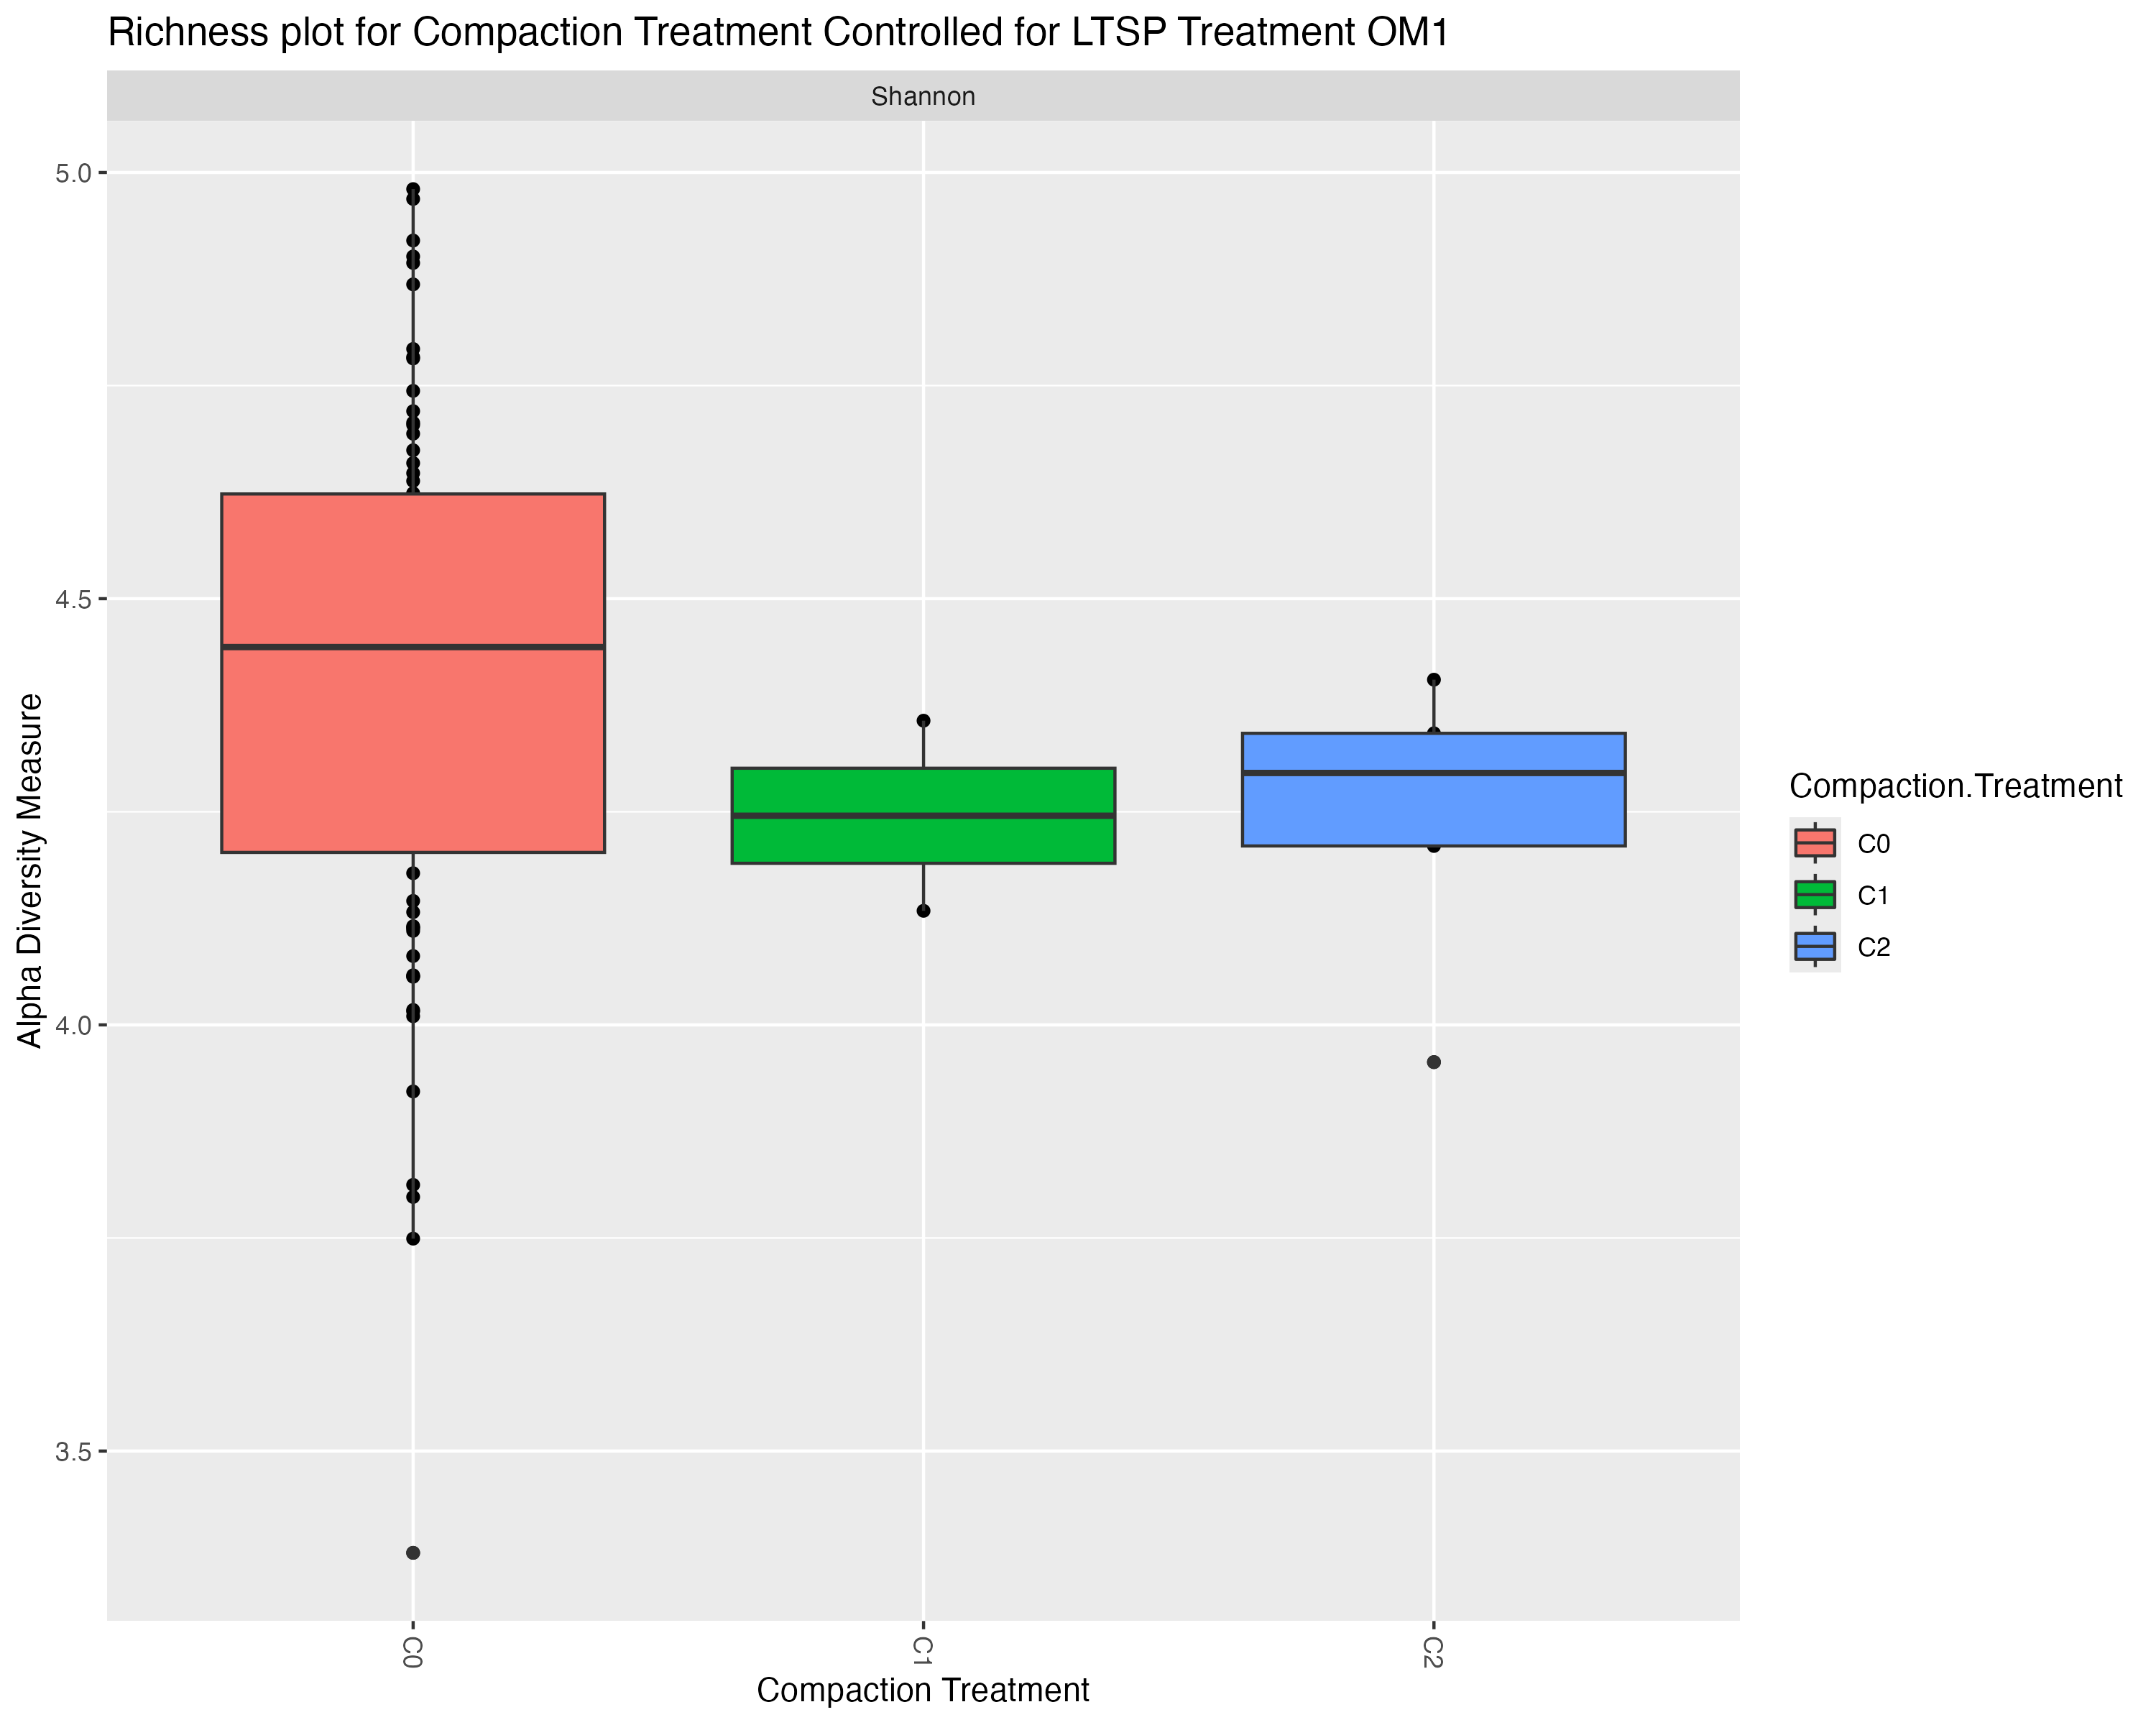 Richness plot for Compaction Treatment Controlled for LTSP Treatment OM1
Shannon
5.0
4.5
4.0
3.5
Alpha Diversity Measure
C0
C1
C2
Compaction Treatment
Compaction.Treatment
C0
C1
C2